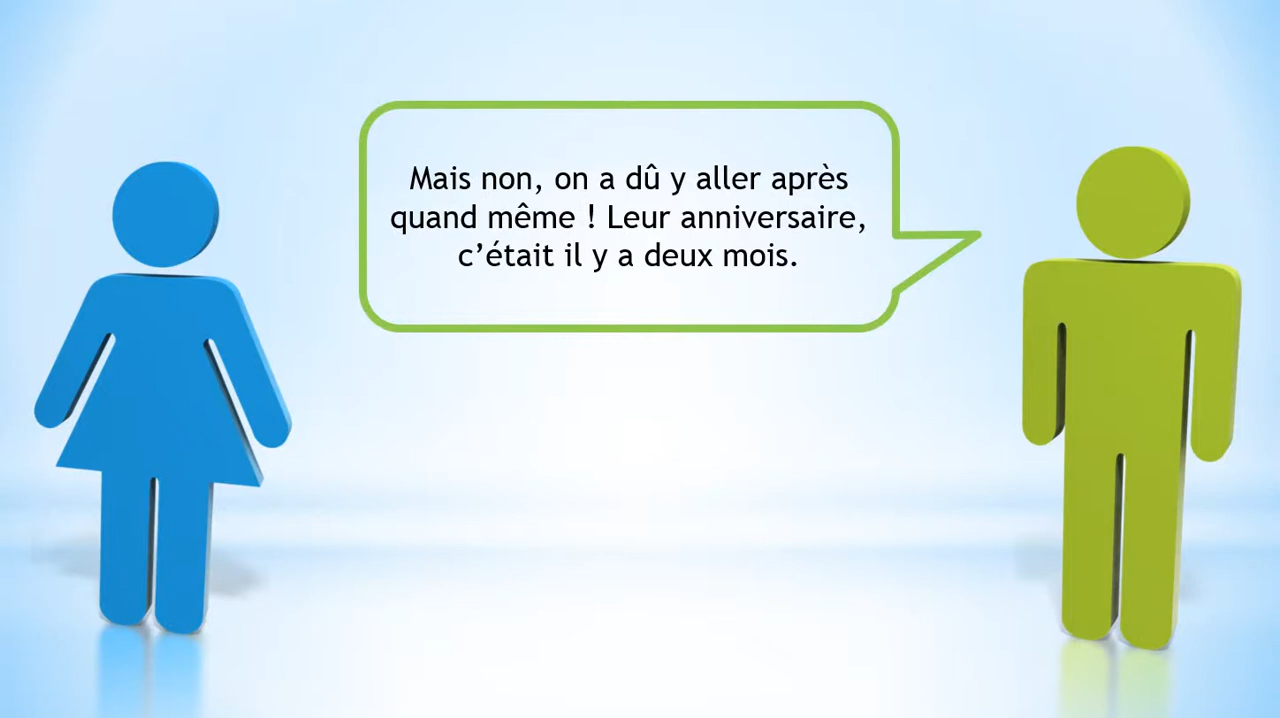 Mais non, on a dû y aller après
quand même ! Leur anniversaire,
c’était il y a deux mois.